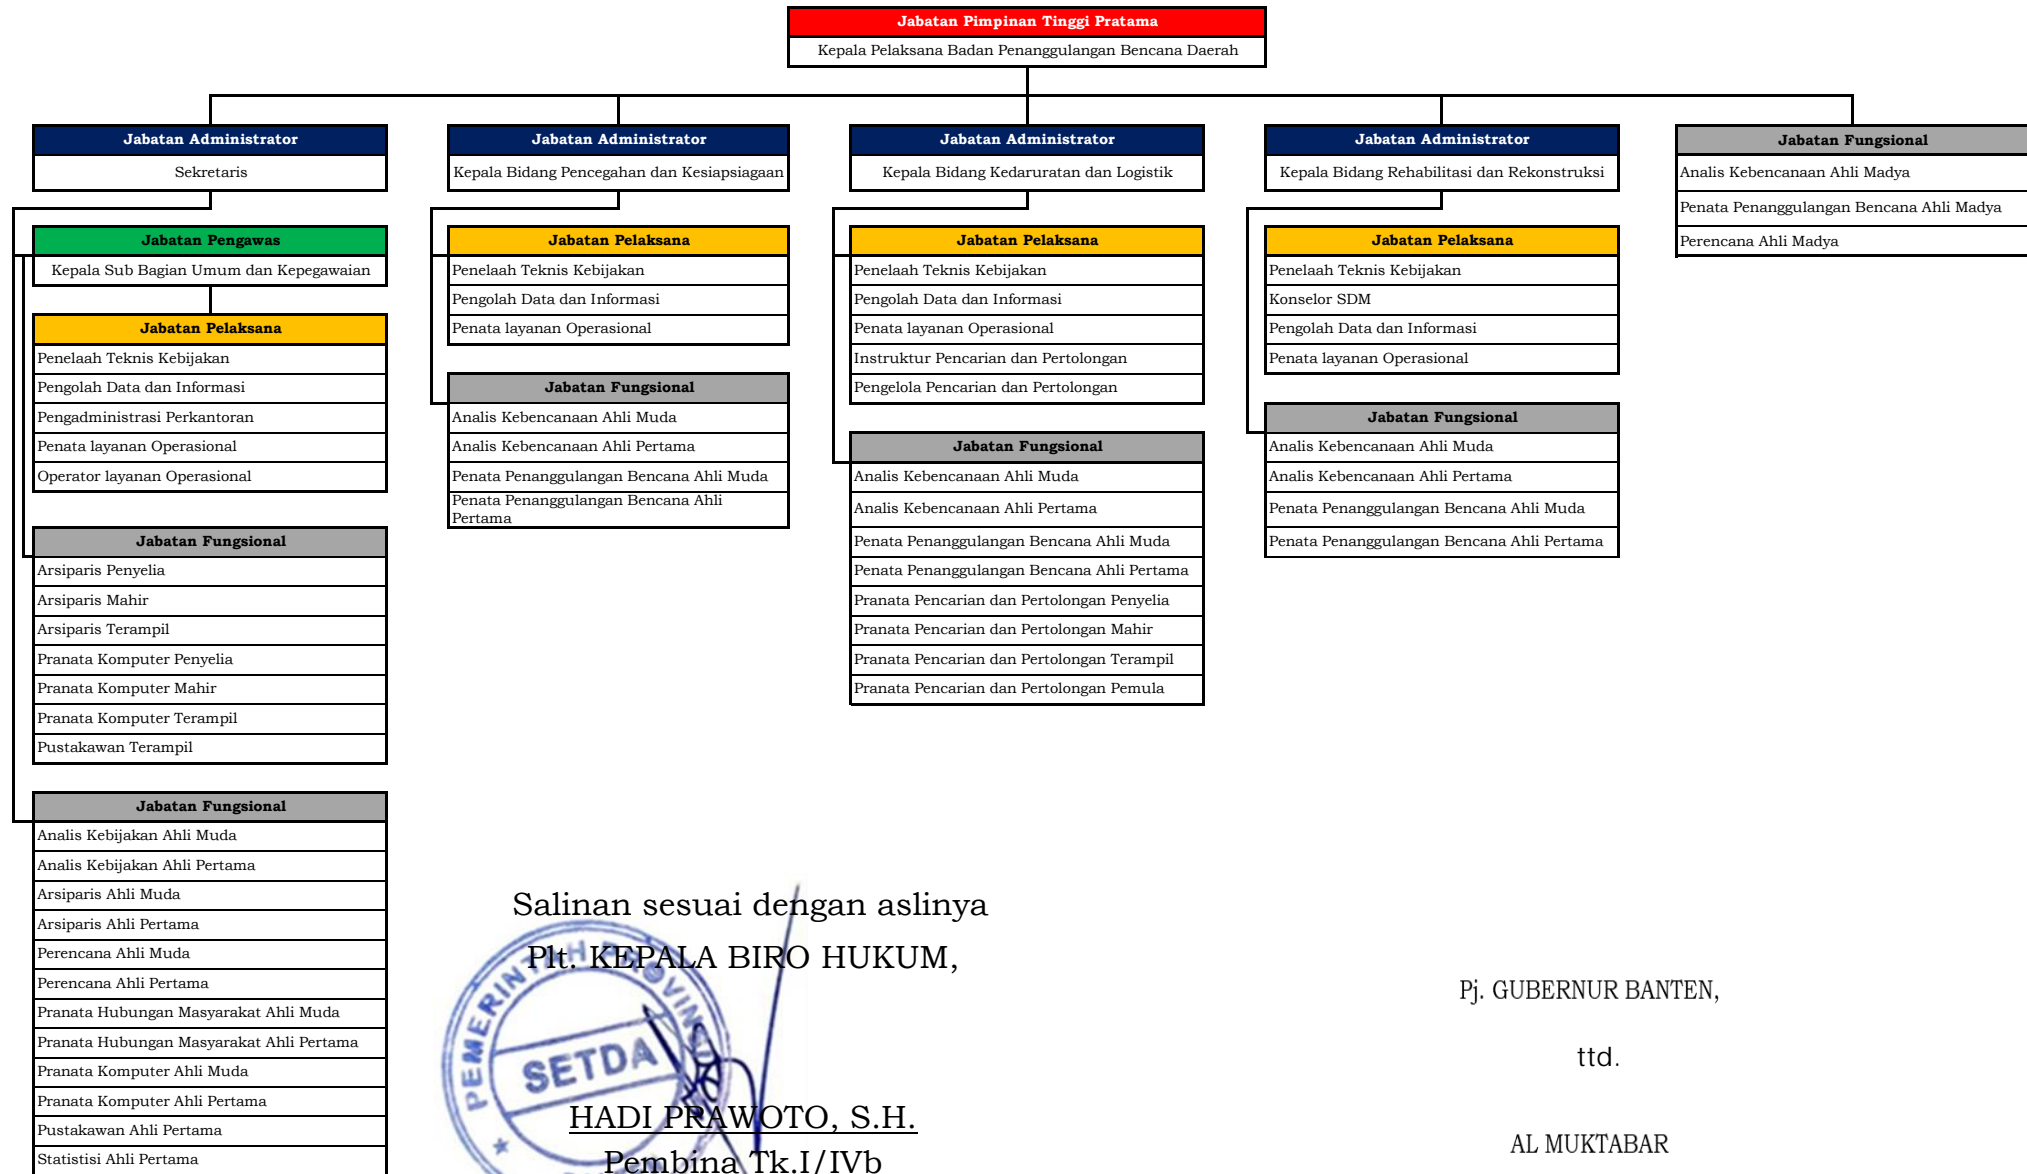 Jabatan Pimpinan Tinggi Pratama
Kepala Pelaksana Badan Penanggulangan Bencana Daerah
Jabatan Administrator
Sekretaris
Jabatan Pengawas
Kepala Sub Bagian Umum dan Kepegawaian
Jabatan Pelaksana
Penelaah Teknis Kebijakan
Pengolah Data dan Informasi
Pengadministrasi Perkantoran
Penata layanan Operasional
Operator layanan Operasional
Jabatan Fungsional
Arsiparis Penyelia
Arsiparis Mahir
Arsiparis Terampil
Pranata Komputer Penyelia
Pranata Komputer Mahir
Pranata Komputer Terampil
Pustakawan Terampil
Jabatan Fungsional
Analis Kebijakan Ahli Muda
Analis Kebijakan Ahli Pertama
Arsiparis Ahli Muda
Arsiparis Ahli Pertama
Perencana Ahli Muda
Perencana Ahli Pertama
Pranata Hubungan Masyarakat Ahli Muda
Pranata Hubungan Masyarakat Ahli Pertama
Pranata Komputer Ahli Muda
Pranata Komputer Ahli Pertama
Pustakawan Ahli Pertama
Statistisi Ahli Pertama
Jabatan Administrator
Kepala Bidang Pencegahan dan Kesiapsiagaan
Jabatan Pelaksana
Penelaah Teknis Kebijakan
Pengolah Data dan Informasi
Penata layanan Operasional
Jabatan Fungsional
Analis Kebencanaan Ahli Muda
Analis Kebencanaan Ahli Pertama
Penata Penanggulangan Bencana Ahli Muda
Penata Penanggulangan Bencana Ahli
Pertama
Jabatan Administrator
Kepala Bidang Kedaruratan dan Logistik
Jabatan Pelaksana
Penelaah Teknis Kebijakan
Pengolah Data dan Informasi
Penata layanan Operasional
Instruktur Pencarian dan Pertolongan
Pengelola Pencarian dan Pertolongan
Jabatan Fungsional
Analis Kebencanaan Ahli Muda
Analis Kebencanaan Ahli Pertama
Penata Penanggulangan Bencana Ahli Muda
Penata Penanggulangan Bencana Ahli Pertama
Pranata Pencarian dan Pertolongan Penyelia
Pranata Pencarian dan Pertolongan Mahir
Pranata Pencarian dan Pertolongan Terampil
Pranata Pencarian dan Pertolongan Pemula
Jabatan Administrator
Kepala Bidang Rehabilitasi dan Rekonstruksi
Jabatan Pelaksana
Penelaah Teknis Kebijakan
Konselor SDM
Pengolah Data dan Informasi
Penata layanan Operasional
Jabatan Fungsional
Analis Kebencanaan Ahli Muda
Analis Kebencanaan Ahli Pertama
Penata Penanggulangan Bencana Ahli Muda
Penata Penanggulangan Bencana Ahli Pertama
Jabatan Fungsional
Analis Kebencanaan Ahli Madya
Penata Penanggulangan Bencana Ahli Madya
Perencana Ahli Madya
Salinan sesuai dengan aslinya
Plt. KEPALA BIRO HUKUM,
PEMERINTAH PROVINSI
SETDA
HADI PRAWOTO, S.H.
Pembina Tk.I/IVb
Pj. GUBERNUR BANTEN,
ttd.
AL MUKTABAR